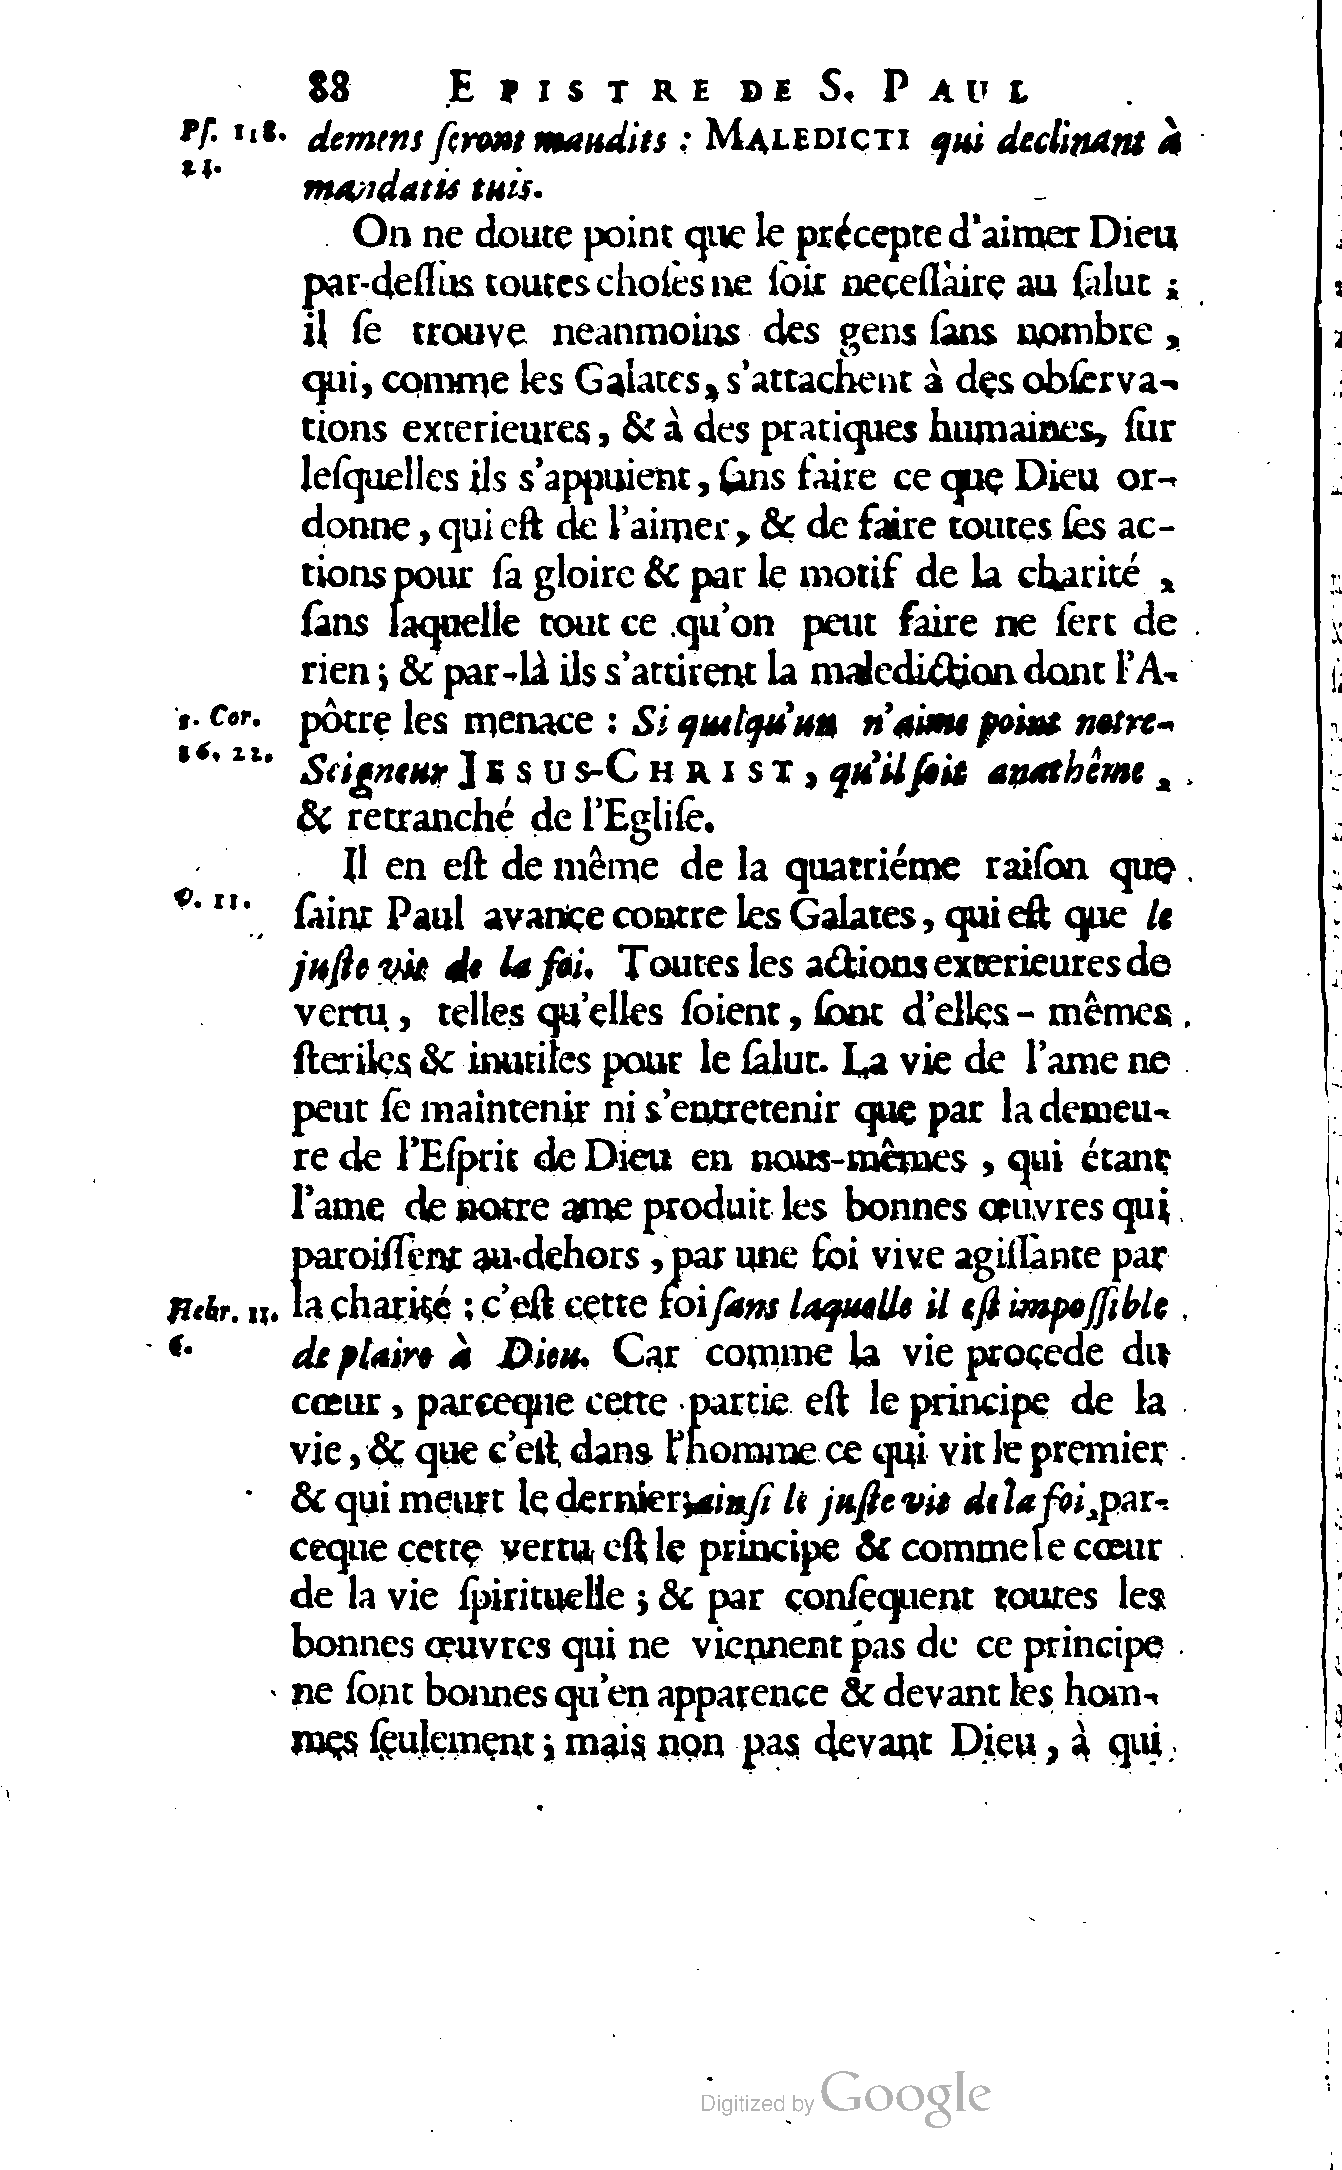 88 EPISTRE DE S. PAUL
Ps. 118. demens ſeront maudits : MALEDICTI qui declinant à
21. mandatis tuis.
On ne doute point que le précepte d'aimer Dieu
par-deſſus toutes choſes ne ſoit neceſſaire au ſalut ;
il ſe trouve neanmoins des gens ſans nombre ,
qui, comme les Galates, s'attachent à des obſerva-
tions exterieures, & à des pratiques humaines, ſur
leſquelles ils s'appuient, ſans faire ce que Dieu or-
donne, qui eſt de l'aimer, & de faire toutes ſes ac-
tions pour ſa gloire & par le motif de la charité ,
ſans laquelle tout ce qu'on peut faire ne ſert de
rien ; & par-là ils s'attirent la malediction dont l'A-
1. Cor. pôtre les menace : Si quelqu'un n'aime point notre-
16. 22. Seigneur JESUS-CHRIST, qu'il ſoit anathême ,
& retranché de l'Egliſe.
Il en eſt de même de la quatriéme raiſon que
v. 11. ſaint Paul avance contre les Galates, qui eſt que le
juſte vit de la foi. Toutes les actions exterieures de
vertu, telles qu'elles ſoient, ſont d'elles-mêmes
ſteriles & inutiles pour le ſalut. La vie de l'ame ne
peut ſe maintenir ni s'entretenir que par la demeu-
re de l'Eſprit de Dieu en nous-mêmes , qui étant
l'ame de notre ame produit les bonnes œuvres qui
paroiſſent au-dehors , par une foi vive agiſſante par
Hebr. 11. la charité ; c'eſt cette foi ſans laquelle il eſt impoſſible
6. de plaire à Dieu. Car comme la vie procede du
cœur , parceque cette partie eſt le principe de la
vie, & que c'eſt dans l'homme ce qui vit le premier
& qui meurt le dernier; ainſi le juſte vit de la foi, par-
ceque cette vertu eſt le principe & comme le cœur
de la vie ſpirituelle ; & par conſequent toutes les
bonnes œuvres qui ne viennent pas de ce principe
ne ſont bonnes qu'en apparence & devant les hom-
mes ſeulement ; mais non pas devant Dieu, à qui
Digitized by Google